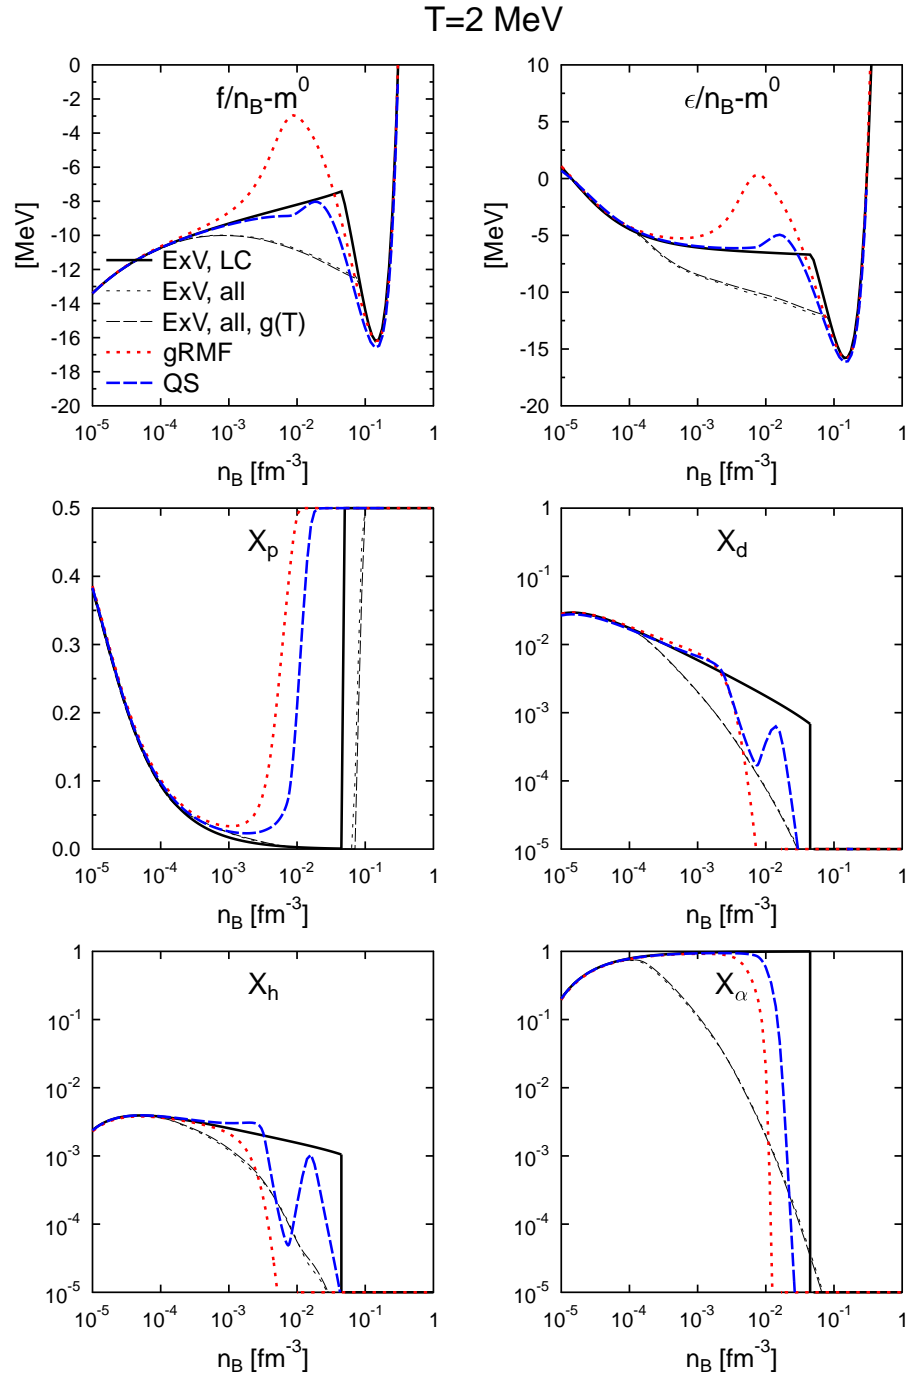 T=2 MeV
f/n_B-m^0
[MeV]
0
-2
-4
-6
-8
-10
-12
-14
-16
-18
-20
ExV, LC
ExV, all
ExV, all, g(T)
gRMF
QS
10^-5 10^-4 10^-3 10^-2 10^-1 1
n_B [fm^-3]
ϵ/n_B-m^0
[MeV]
10
5
0
-5
-10
-15
-20
10^-5 10^-4 10^-3 10^-2 10^-1 1
n_B [fm^-3]
X_p
0.5
0.4
0.3
0.2
0.1
0.0
10^-5 10^-4 10^-3 10^-2 10^-1 1
n_B [fm^-3]
X_d
1
10^-1
10^-2
10^-3
10^-4
10^-5
10^-5 10^-4 10^-3 10^-2 10^-1 1
n_B [fm^-3]
X_h
1
10^-1
10^-2
10^-3
10^-4
10^-5
10^-5 10^-4 10^-3 10^-2 10^-1 1
n_B [fm^-3]
X_α
1
10^-1
10^-2
10^-3
10^-4
10^-5
10^-5 10^-4 10^-3 10^-2 10^-1 1
n_B [fm^-3]